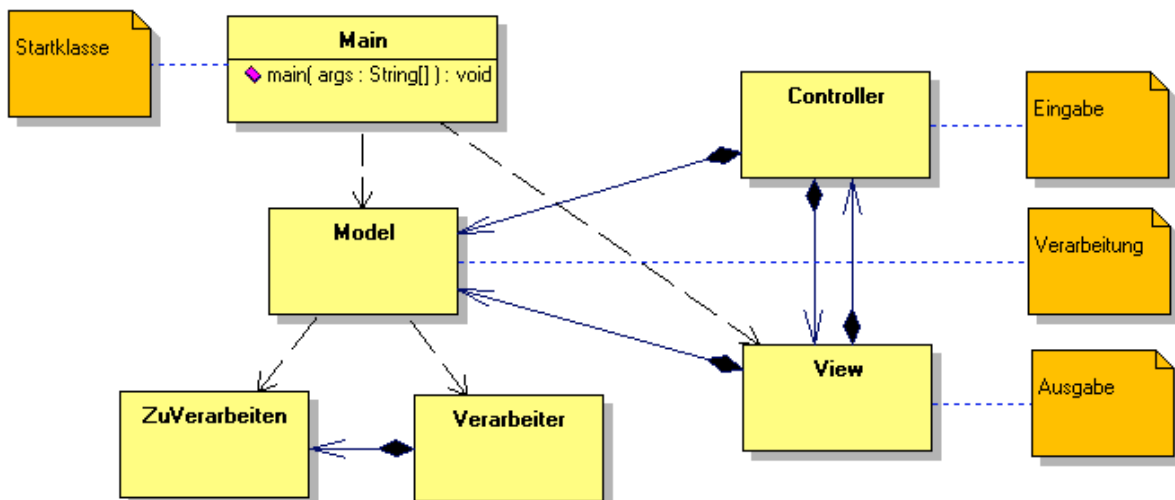 Startklasse
Main
main( args : String[] ) : void
Controller
Eingabe
Model
Verarbeitung
View
Ausgabe
ZuVerarbeiten
Verarbeiter